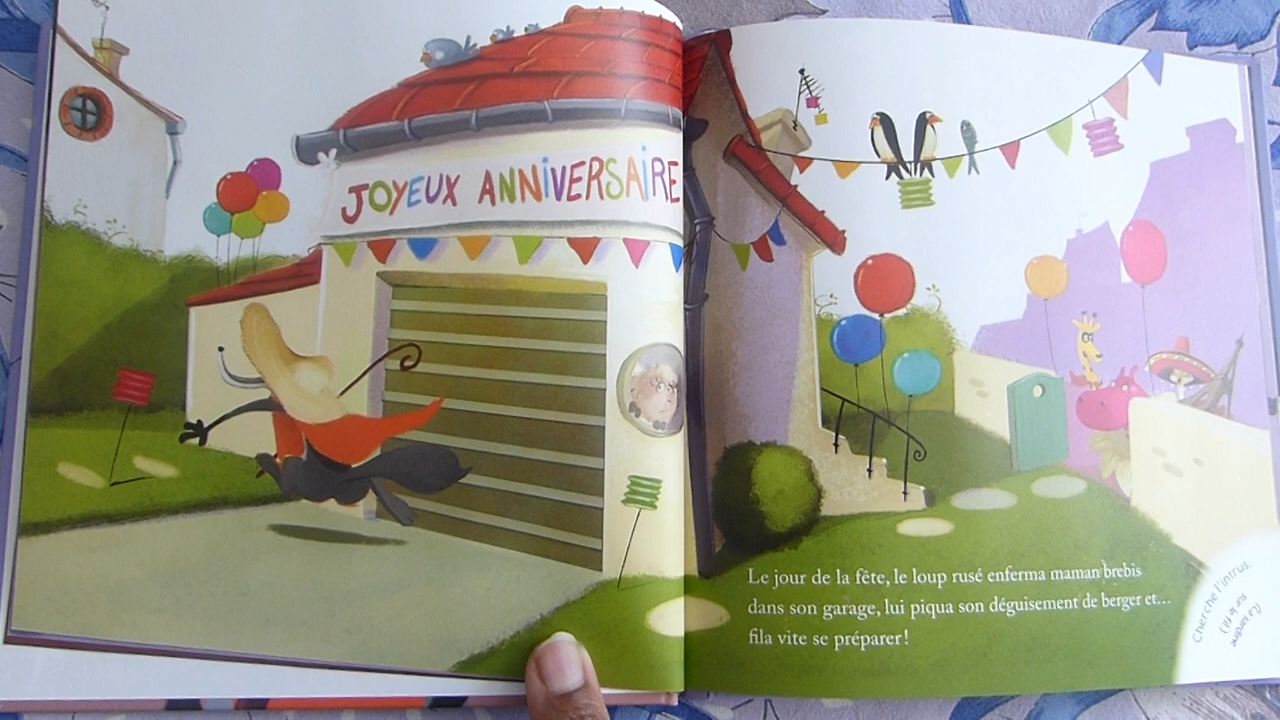 JOYEUX ANNIVERSAIRE
Le jour de la fête, le loup rusé enferma maman brebis
dans son garage, lui piqua son déguisement de berger et...
fila vite se préparer !
Cherche l'intrus.